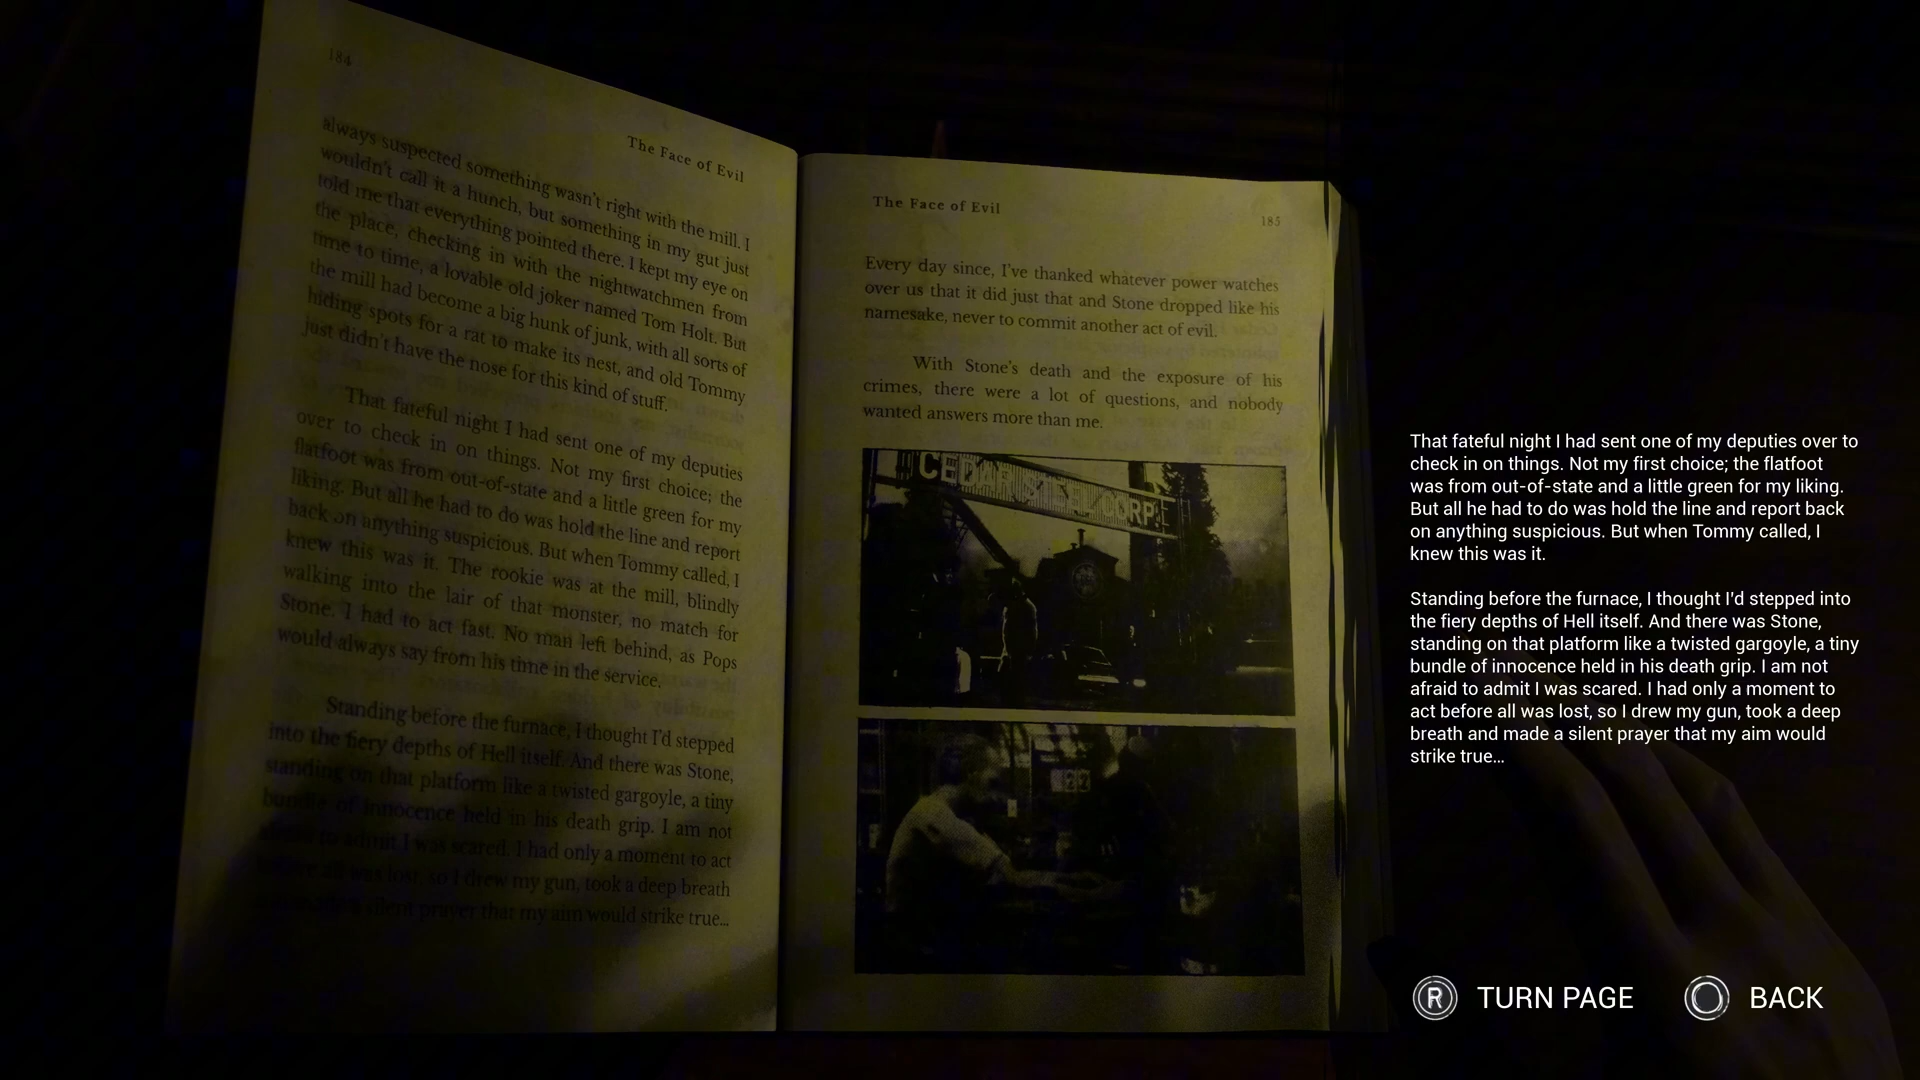 184
The Face of Evil
always suspected something wasn't right with the mill. I
wouldn't call it a hunch, but something in my gut just
told me that everything pointed there. I kept my eye on
the place, checking in with the nightwatchmen from
time to time, a lovable old joker named Tom Holt. But
the mill had become a big hunk of junk, with all sorts of
hiding spots for a rat to make its nest, and old Tommy
just didn't have the nose for this kind of stuff.
That fateful night I had sent one of my deputies
over to check in on things. Not my first choice; the
flatfoot was from out-of-state and a little green for my
liking. But all he had to do was hold the line and report
back on anything suspicious. But when Tommy called, I
knew this was it. The rookie was at the mill, blindly
walking into the lair of that monster, no match for
Stone. I had to act fast. No man left behind, as Pops
would always say from his time in the service.
Standing before the furnace, I thought I'd stepped
into the fiery depths of Hell itself. And there was Stone,
standing on that platform like a twisted gargoyle, a tiny
bundle of innocence held in his death grip. I am not
afraid to admit I was scared. I had only a moment to act
before all was lost, so I drew my gun, took a deep breath
and made a silent prayer that my aim would strike true...
The Face of Evil
185
Every day since, I've thanked whatever power watches
over us that it did just that and Stone dropped like his
namesake, never to commit another act of evil.
With Stone's death and the exposure of his
crimes, there were a lot of questions, and nobody
wanted answers more than me.
CORP.
That fateful night I had sent one of my deputies over to
check in on things. Not my first choice; the flatfoot
was from out-of-state and a little green for my liking.
But all he had to do was hold the line and report back
on anything suspicious. But when Tommy called, I
knew this was it.
Standing before the furnace, I thought I'd stepped into
the fiery depths of Hell itself. And there was Stone,
standing on that platform like a twisted gargoyle, a tiny
bundle of innocence held in his death grip. I am not
afraid to admit I was scared. I had only a moment to
act before all was lost, so I drew my gun, took a deep
breath and made a silent prayer that my aim would
strike true...
R TURN PAGE
BACK